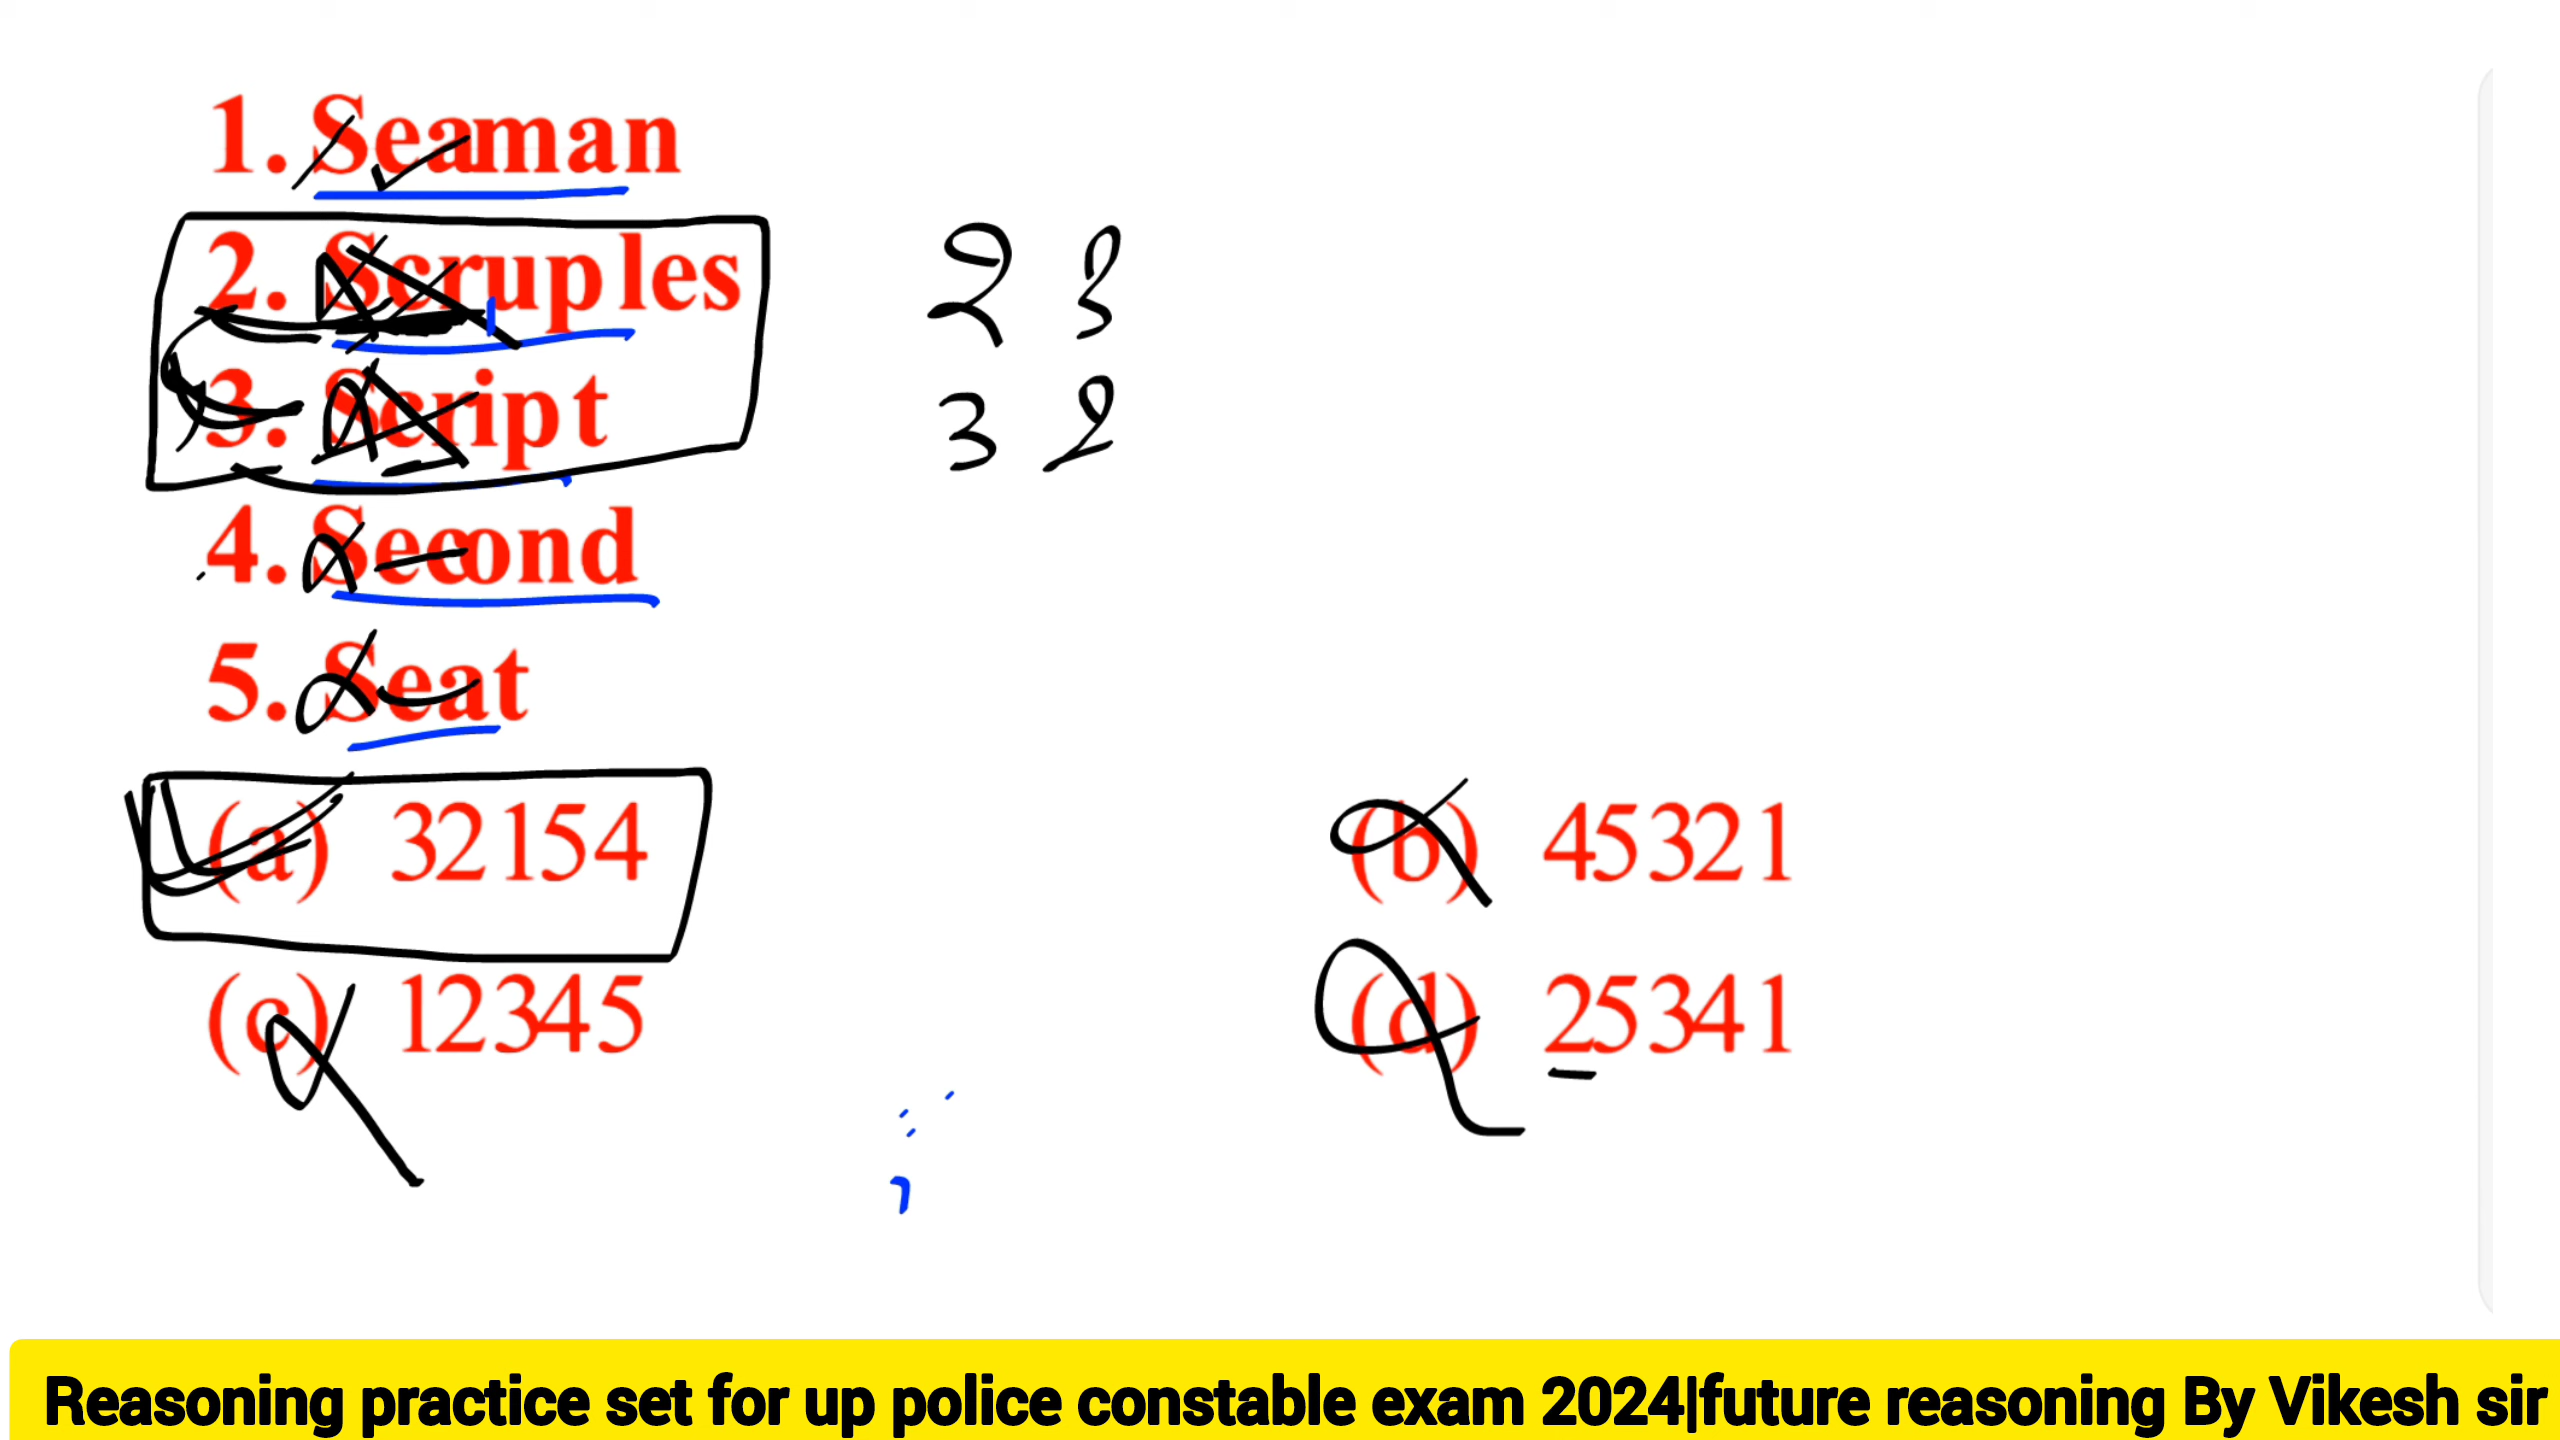 1. Seaman
2. Scruples
3. Script
4. Second
5. Seat
2 3
3 2
(a) 32154
(b) 45321
(c) 12345
(d) 25341
Reasoning practice set for up police constable exam 2024|future reasoning By Vikesh sir